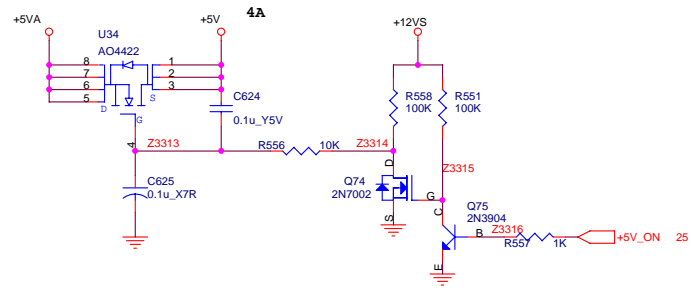 4A
+5VA
U34
AO4422
+5V
+12VS
8
7
6
5
D
S
G
1
2
3
4
C624
0.1u_Y5V
R558
100K
R551
100K
Z3313
R556
10K
Z3314
Z3315
C625
0.1u_X7R
Q74
2N7002
D
G
S
Q75
2N3904
C
B
E
Z3316
R557
1K
+5V_ON
25